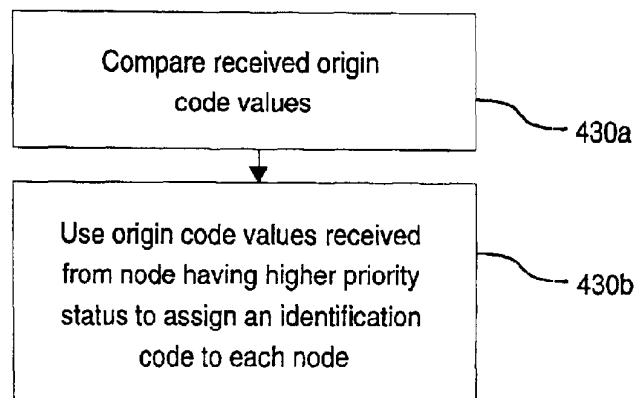 Compare received origin
code values
430a
Use origin code values received
from node having higher priority
status to assign an identification
code to each node
430b